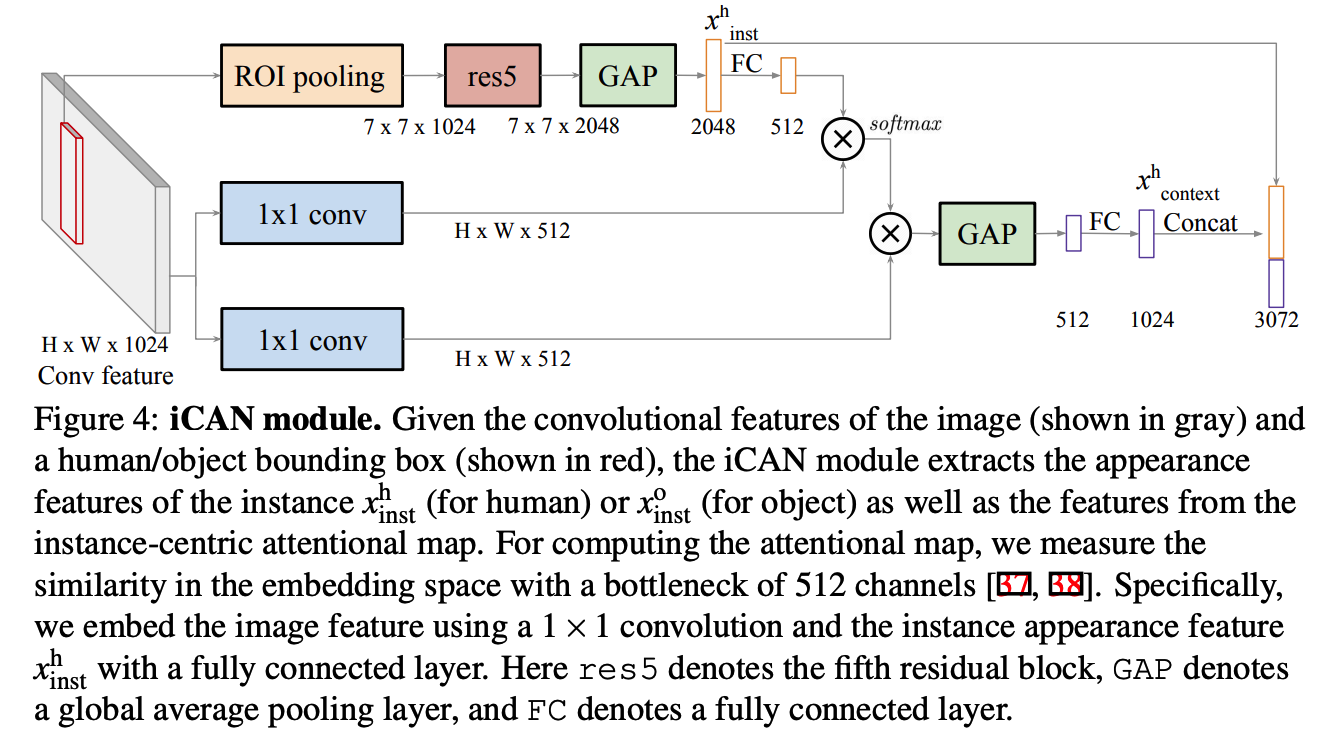 x^h_inst
ROI pooling
res5
GAP
FC
7 x 7 x 1024
7 x 7 x 2048
2048
512
softmax
1x1 conv
H x W x 512
x^h_context
GAP
FC
Concat
512
1024
3072
1x1 conv
H x W x 512
H x W x 1024
Conv feature
Figure 4: iCAN module. Given the convolutional features of the image (shown in gray) and
a human/object bounding box (shown in red), the iCAN module extracts the appearance
features of the instance x^h_inst (for human) or x^o_inst (for object) as well as the features from the
instance-centric attentional map. For computing the attentional map, we measure the
similarity in the embedding space with a bottleneck of 512 channels [37, 38]. Specifically,
we embed the image feature using a 1 × 1 convolution and the instance appearance feature
x^h_inst with a fully connected layer. Here res5 denotes the fifth residual block, GAP denotes
a global average pooling layer, and FC denotes a fully connected layer.